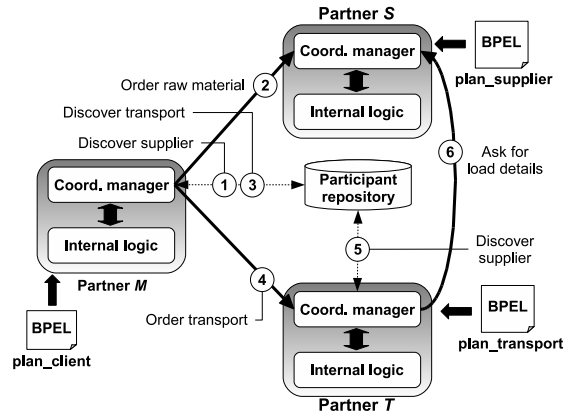 Partner S
Coord. manager
Internal logic
BPEL
plan_supplier
Order raw material
2
Discover transport
Discover supplier
1
3
6
Ask for
load details
Participant
repository
Coord. manager
Internal logic
Partner M
BPEL
plan_client
5
Discover
supplier
4
Order transport
Coord. manager
Internal logic
Partner T
BPEL
plan_transport